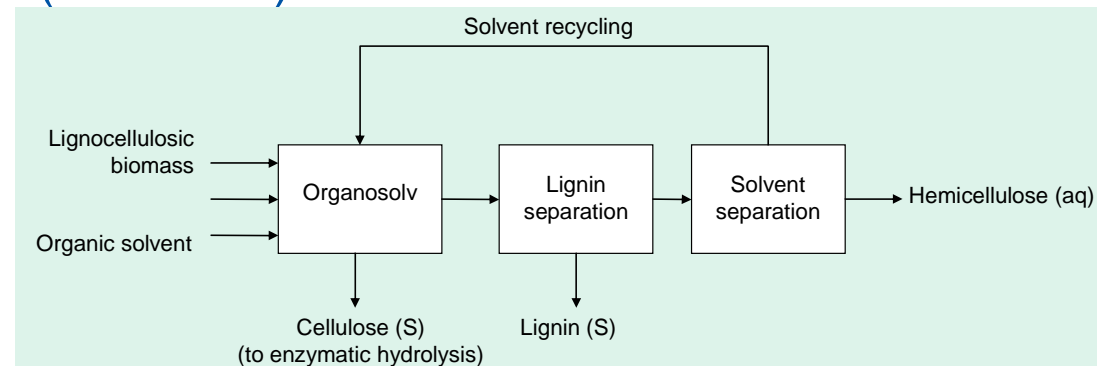 Solvent recycling
Lignocellulosic
biomass
Organic solvent
Organosolv
Lignin
separation
Solvent
separation
Hemicellulose (aq)
Cellulose (S)
(to enzymatic hydrolysis)
Lignin (S)